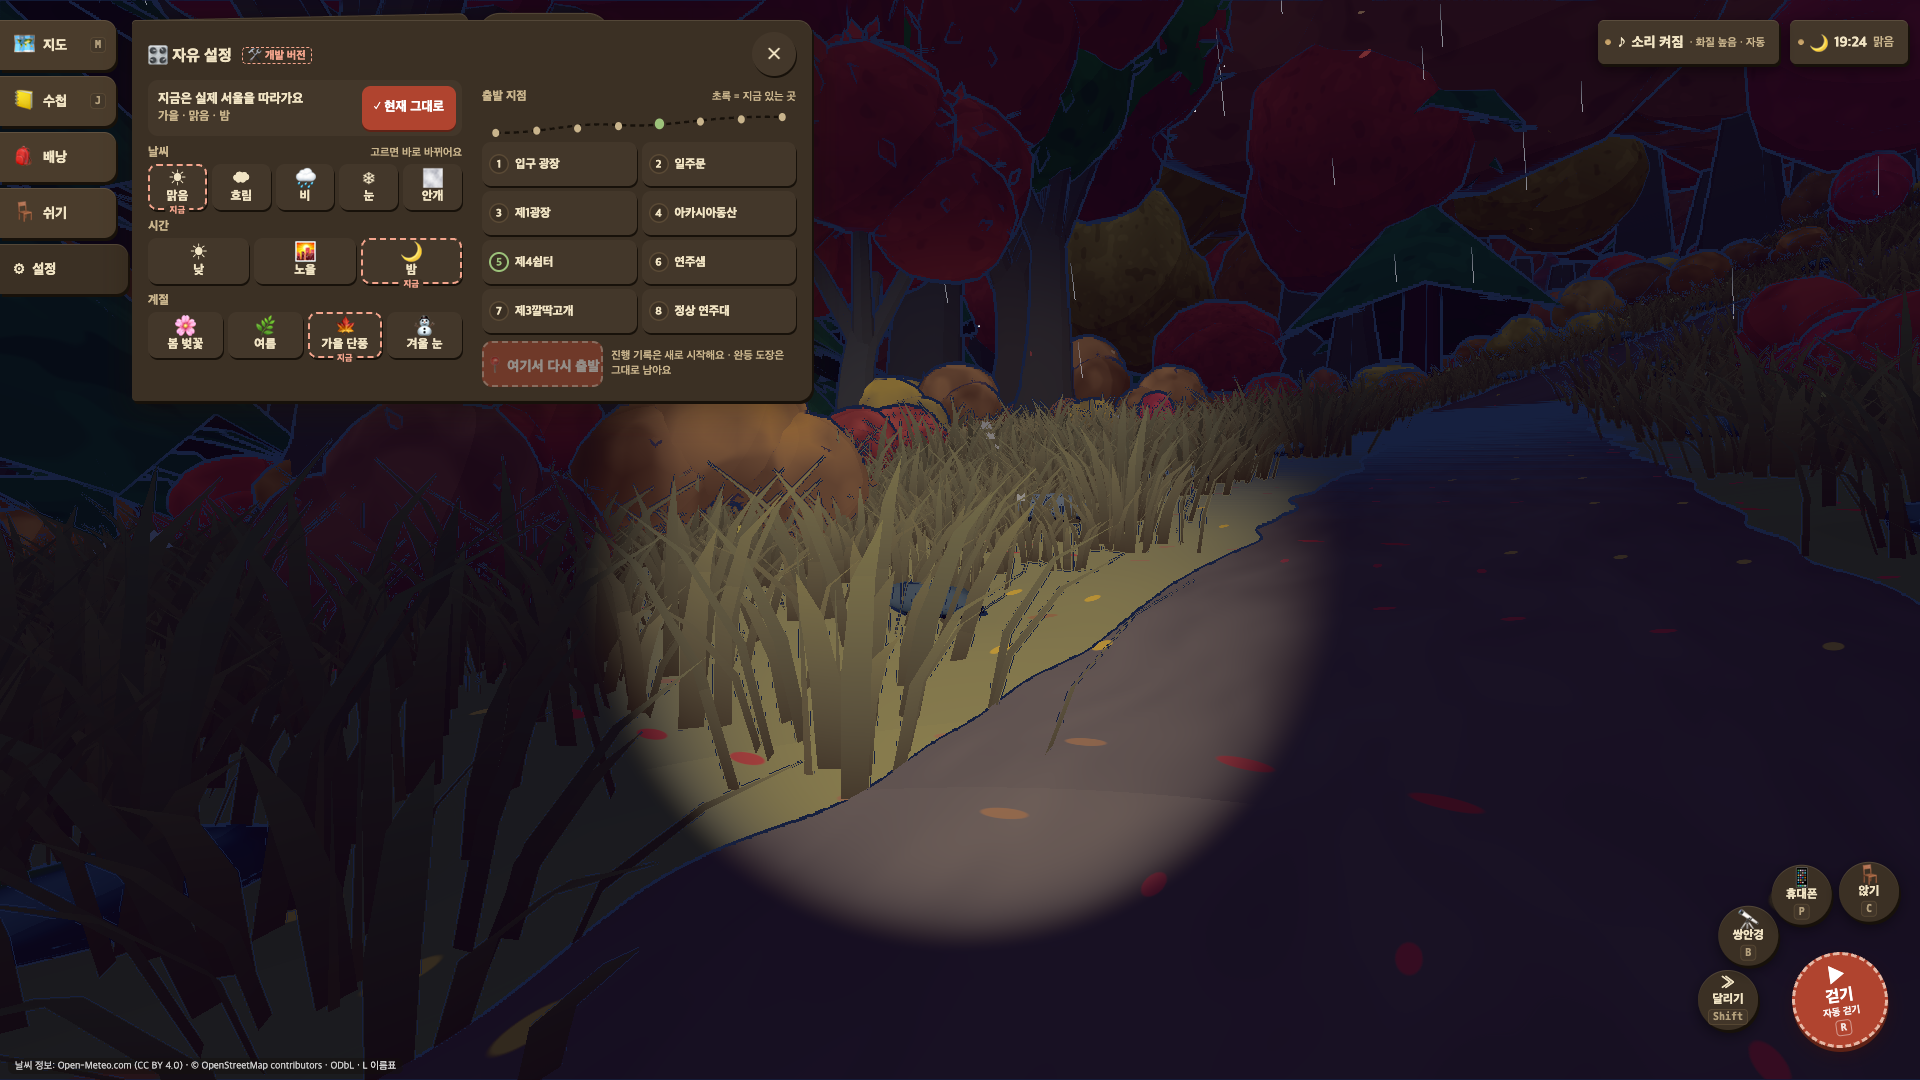 지도 M
수첩 J
배낭
쉬기
설정
자유 설정 개발 버전
지금은 실제 서울을 따라가요
가을 · 맑음 · 밤
✓ 현재 그대로
날씨 고르면 바로 바뀌어요
맑음 지금
흐림
비
눈
안개
시간
낮
노을
밤 지금
계절
봄 벚꽃
여름
가을 단풍 지금
겨울 눈
출발 지점 초록 = 지금 있는 곳
1 입구 광장
2 일주문
3 제1광장
4 아카시아동산
5 제4쉼터
6 연주샘
7 제3깔딱고개
8 정상 연주대
여기서 다시 출발
진행 기록은 새로 시작해요 · 완등 도장은
그대로 남아요
♪ 소리 켜짐 · 화질 높음 · 자동
19:24 맑음
휴대폰
P
앉기
C
쌍안경
B
달리기
Shift
걷기
자동 걷기
R
날씨 정보: Open-Meteo.com (CC BY 4.0) · © OpenStreetMap contributors · ODbL · L 이름표